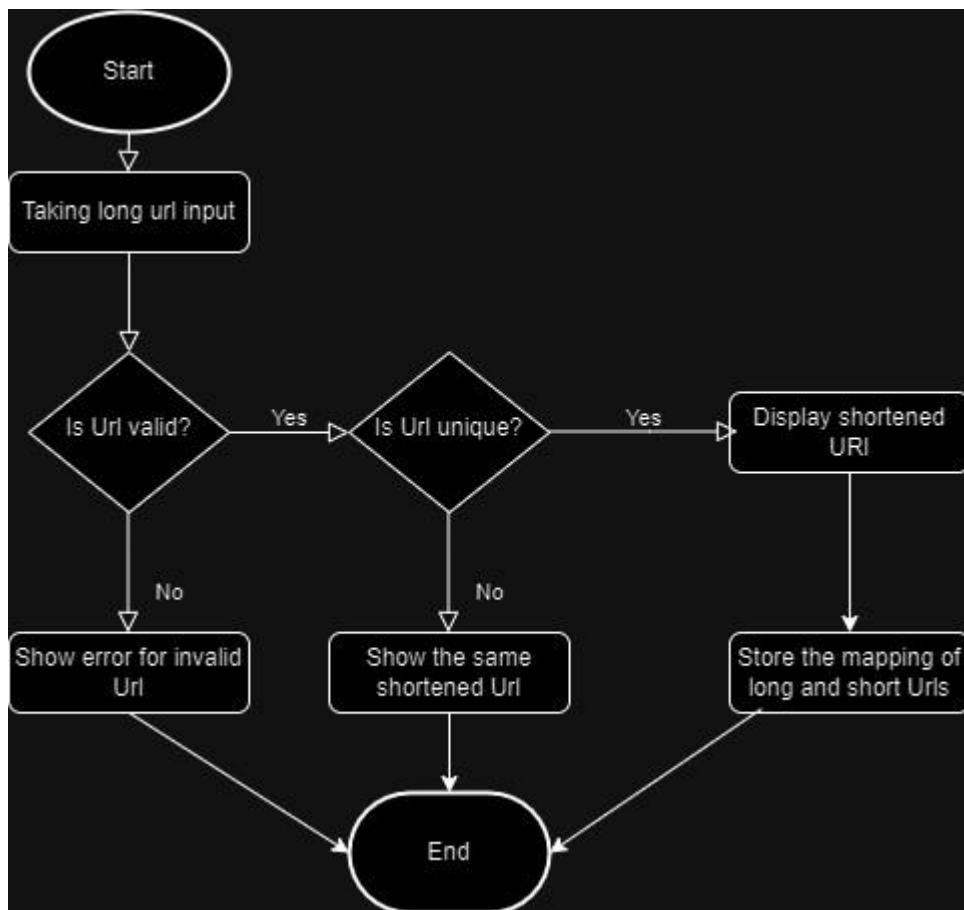 Start
Taking long url input
Is Url valid?
Yes
Is Url unique?
Yes
Display shortened
URl
No
No
Show error for invalid
Url
Show the same
shortened Url
Store the mapping of
long and short Urls
End